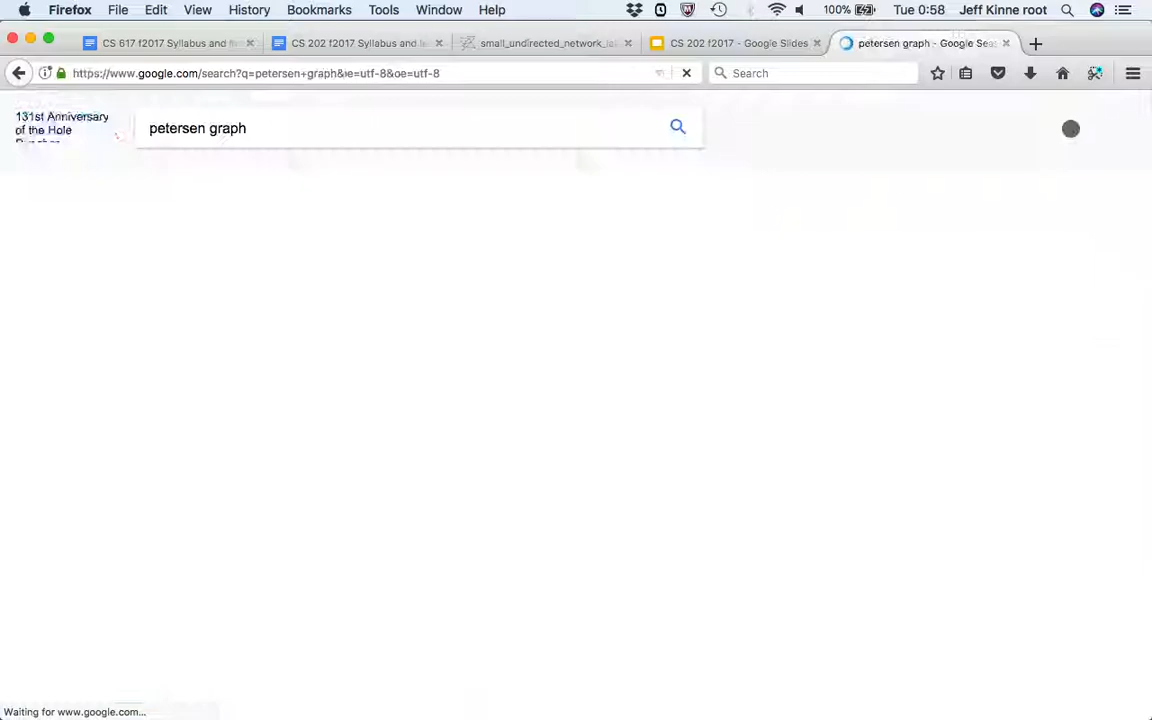 Firefox File Edit View History Bookmarks Tools Window Help 100% Tue 0:58 Jeff Kinne root
CS 617 f2017 Syllabus and CS 202 f2017 Syllabus and small_undirected_network_ CS 202 f2017 - Google Slides petersen graph - Google Sea
https://www.google.com/search?q=petersen+graph&ie=utf-8&oe=utf-8 Search
131st Anniversary
of the Hole
petersen graph
Waiting for www.google.com...